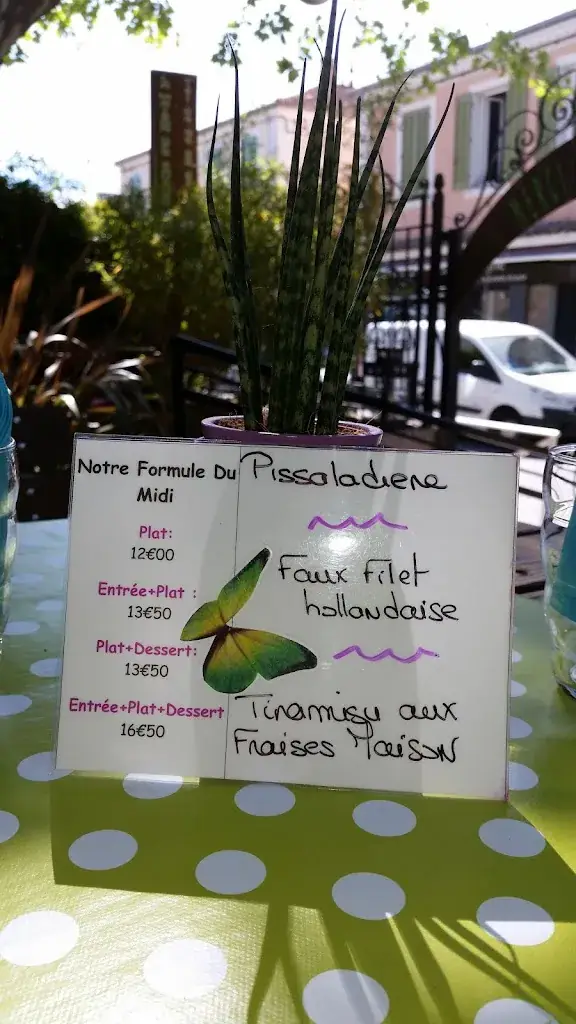 Notre Formule Du
Midi
Plat:
12€00
Entrée+Plat :
13€50
Plat+Dessert:
13€50
Entrée+Plat+Dessert
16€50
Pissaladiere
Faux Filet
hollandaise
Tiramisu aux
Fraises Maison